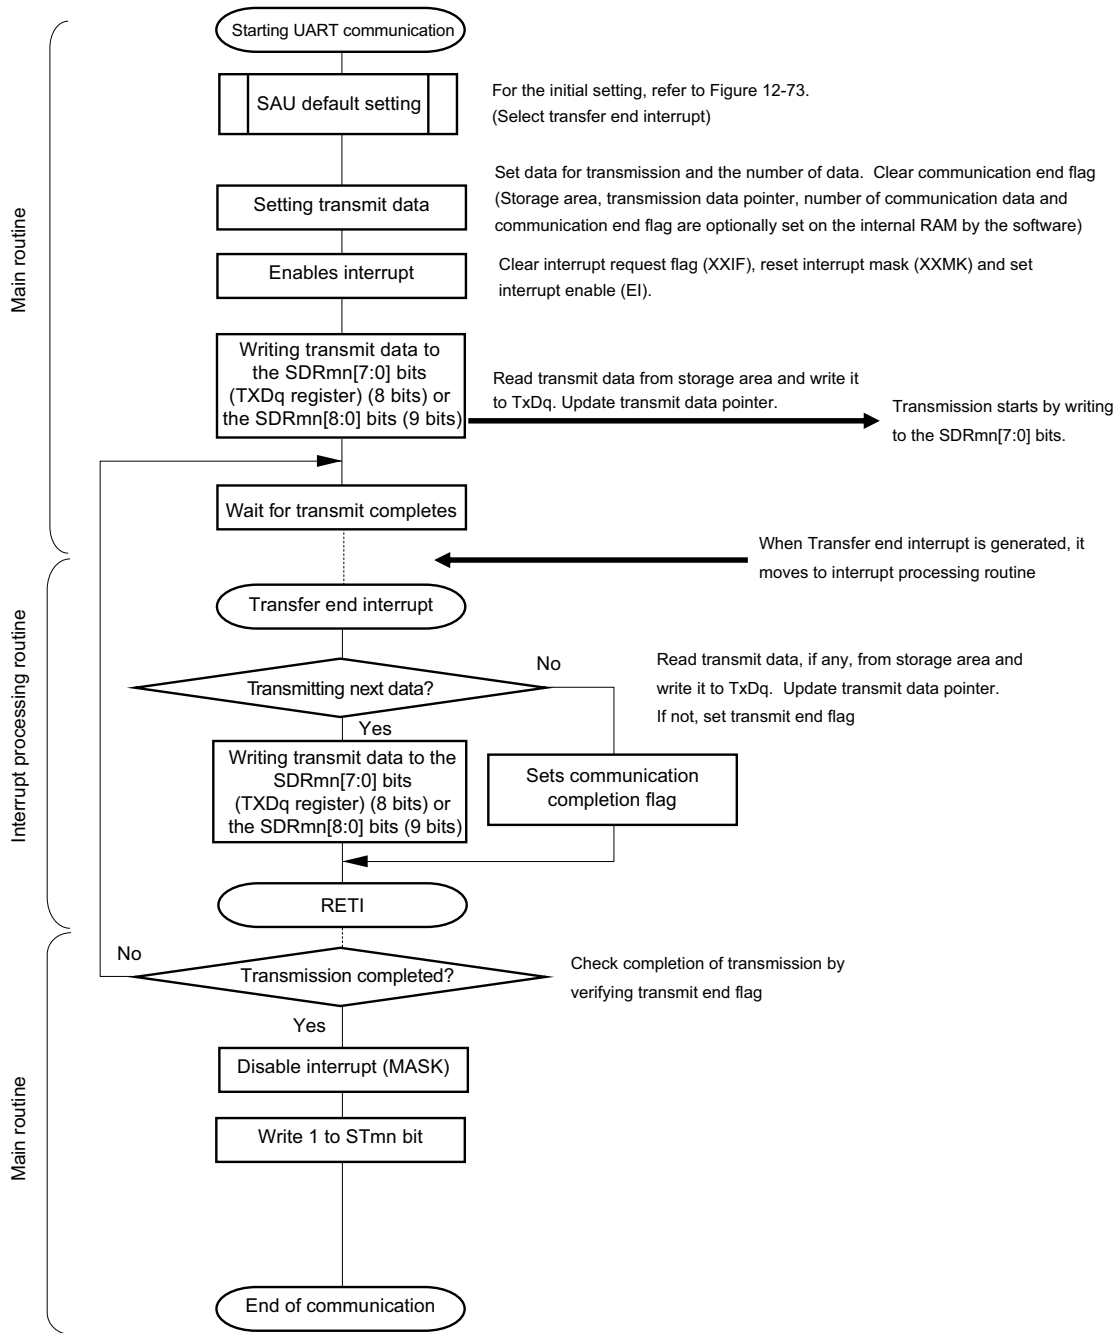 Starting UART communication
SAU default setting
For the initial setting, refer to Figure 12-73.
(Select transfer end interrupt)
Main routine
Setting transmit data
Set data for transmission and the number of data.  Clear communication end flag
(Storage area, transmission data pointer, number of communication data and
communication end flag are optionally set on the internal RAM by the software)
Enables interrupt
Clear interrupt request flag (XXIF), reset interrupt mask (XXMK) and set
interrupt enable (EI).
Writing transmit data to
the SDRmn[7:0] bits
(TXDq register) (8 bits) or
the SDRmn[8:0] bits (9 bits)
Read transmit data from storage area and write it
to TxDq. Update transmit data pointer.
Transmission starts by writing
to the SDRmn[7:0] bits.
Wait for transmit completes
When Transfer end interrupt is generated, it
moves to interrupt processing routine
Interrupt processing routine
Transfer end interrupt
Transmitting next data?
No
Yes
Read transmit data, if any, from storage area and
write it to TxDq.  Update transmit data pointer.
If not, set transmit end flag
Writing transmit data to the
SDRmn[7:0] bits
(TXDq register) (8 bits) or
the SDRmn[8:0] bits (9 bits)
Sets communication
completion flag
RETI
Main routine
No
Transmission completed?
Check completion of transmission by
verifying transmit end flag
Yes
Disable interrupt (MASK)
Write 1 to STmn bit
End of communication